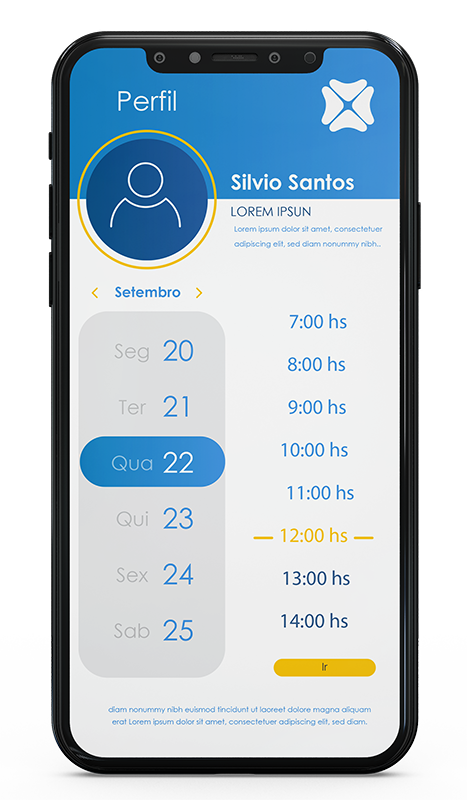 Perfil
Silvio Santos
LOREM IPSUN
Lorem ipsum dolor sit amet, consectetuer
adipiscing elit, sed diam nonummy nibh..
Setembro
Seg 20
Ter 21
Qua 22
Qui 23
Sex 24
Sab 25
7:00 hs
8:00 hs
9:00 hs
10:00 hs
11:00 hs
12:00 hs
13:00 hs
14:00 hs
Ir
diam nonummy nibh euismod tincidunt ut laoreet dolore magna aliquam
erat Lorem ipsum dolor sit amet, consectetuer adipiscing elit, sed diam.